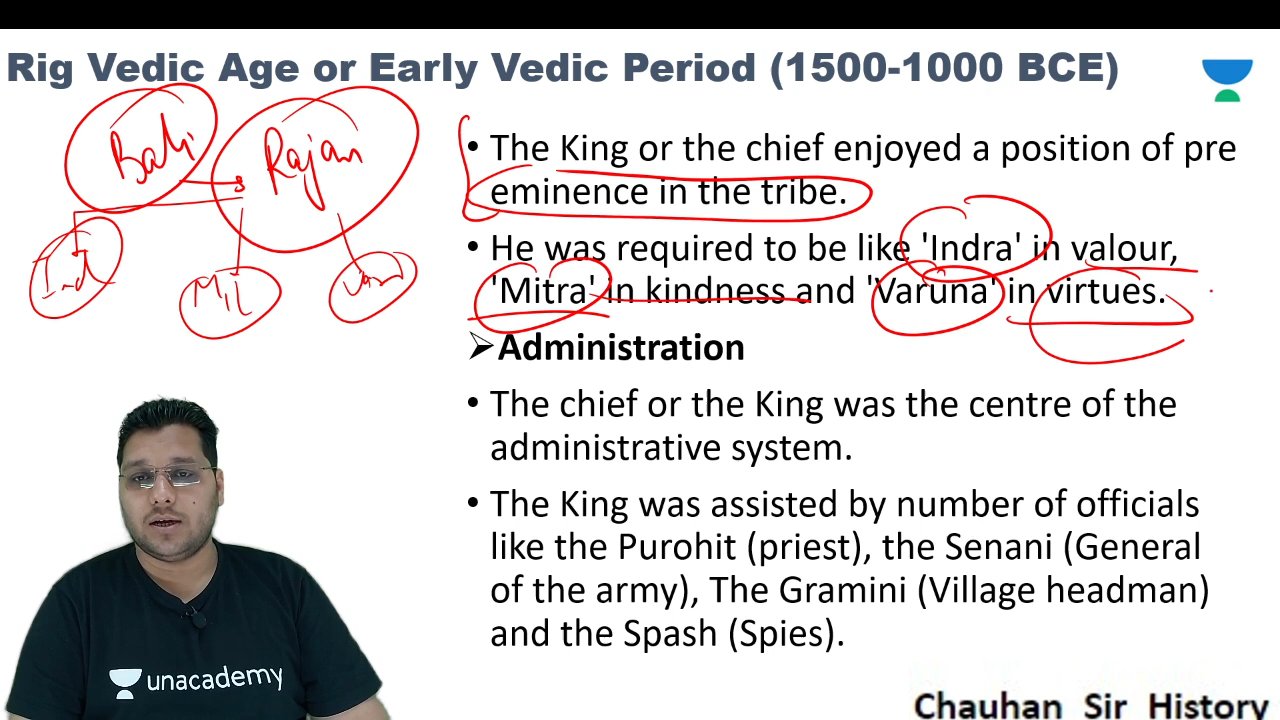 Rig Vedic Age or Early Vedic Period (1500-1000 BCE)
Bali
Rajan
Ind
Mit
• The King or the chief enjoyed a position of pre
eminence in the tribe.
• He was required to be like 'Indra' in valour,
'Mitra' in kindness and 'Varuna' in virtues.
➢Administration
• The chief or the King was the centre of the
administrative system.
• The King was assisted by number of officials
like the Purohit (priest), the Senani (General
of the army), The Gramini (Village headman)
and the Spash (Spies).
unacademy
Chauhan Sir History